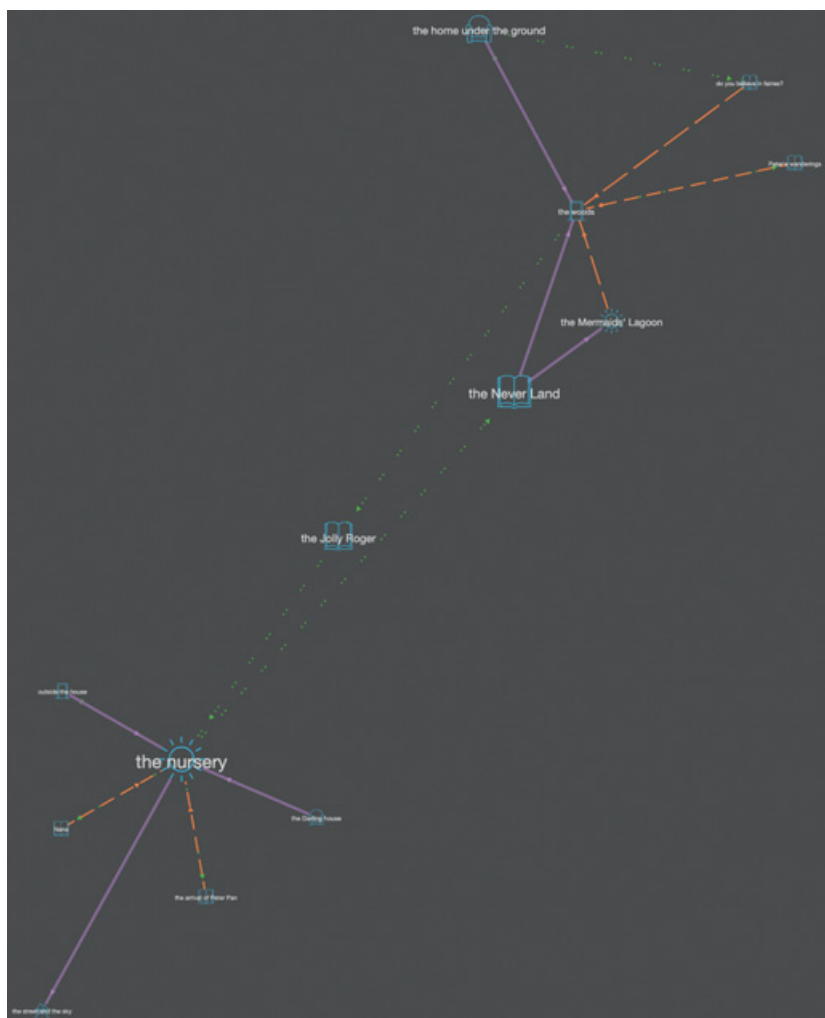 the home under the ground
do you believe in fairies?
Peter's wanderings
the woods
the Mermaids' Lagoon
the Never Land
the Jolly Roger
outside the house
the nursery
the Darling house
Nana
the arrival of Peter Pan
the street and the sky